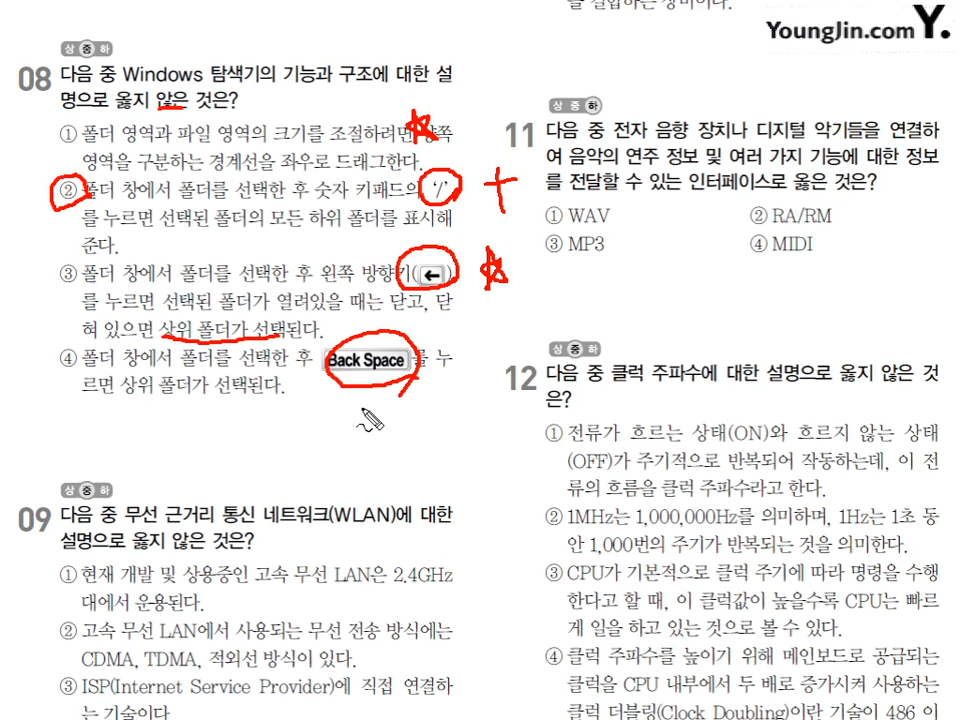 를 결합하는 장비이다.
YoungJin.com Y.
상 중 하
08 다음 중 Windows 탐색기의 기능과 구조에 대한 설
명으로 옳지 않은 것은?
① 폴더 영역과 파일 영역의 크기를 조절하려면 양쪽
영역을 구분하는 경계선을 좌우로 드래그한다.
② 폴더 창에서 폴더를 선택한 후 숫자 키패드의 '/' +
를 누르면 선택된 폴더의 모든 하위 폴더를 표시해
준다.
③ 폴더 창에서 폴더를 선택한 후 왼쪽 방향키(←)
를 누르면 선택된 폴더가 열려있을 때는 닫고, 닫
혀 있으면 상위 폴더가 선택된다.
④ 폴더 창에서 폴더를 선택한 후 Back Space 를 누
르면 상위 폴더가 선택된다.
상 중 하
09 다음 중 무선 근거리 통신 네트워크(WLAN)에 대한
설명으로 옳지 않은 것은?
① 현재 개발 및 상용중인 고속 무선 LAN은 2.4GHz
대에서 운용된다.
② 고속 무선 LAN에서 사용되는 무선 전송 방식에는
CDMA, TDMA, 적외선 방식이 있다.
③ ISP(Internet Service Provider)에 직접 연결하
는 기술이다
상 중 하
11 다음 중 전자 음향 장치나 디지털 악기들을 연결하
여 음악의 연주 정보 및 여러 가지 기능에 대한 정보
를 전달할 수 있는 인터페이스로 옳은 것은?
① WAV ② RA/RM
③ MP3 ④ MIDI
상 중 하
12 다음 중 클럭 주파수에 대한 설명으로 옳지 않은 것
은?
① 전류가 흐르는 상태(ON)와 흐르지 않는 상태
(OFF)가 주기적으로 반복되어 작동하는데, 이 전
류의 흐름을 클럭 주파수라고 한다.
② 1MHz는 1,000,000Hz를 의미하며, 1Hz는 1초 동
안 1,000번의 주기가 반복되는 것을 의미한다.
③ CPU가 기본적으로 클럭 주기에 따라 명령을 수행
한다고 할 때, 이 클럭값이 높을수록 CPU는 빠르
게 일을 하고 있는 것으로 볼 수 있다.
④ 클럭 주파수를 높이기 위해 메인보드로 공급되는
클럭을 CPU 내부에서 두 배로 증가시켜 사용하는
클럭 더블링(Clock Doubling)이란 기술이 486 이